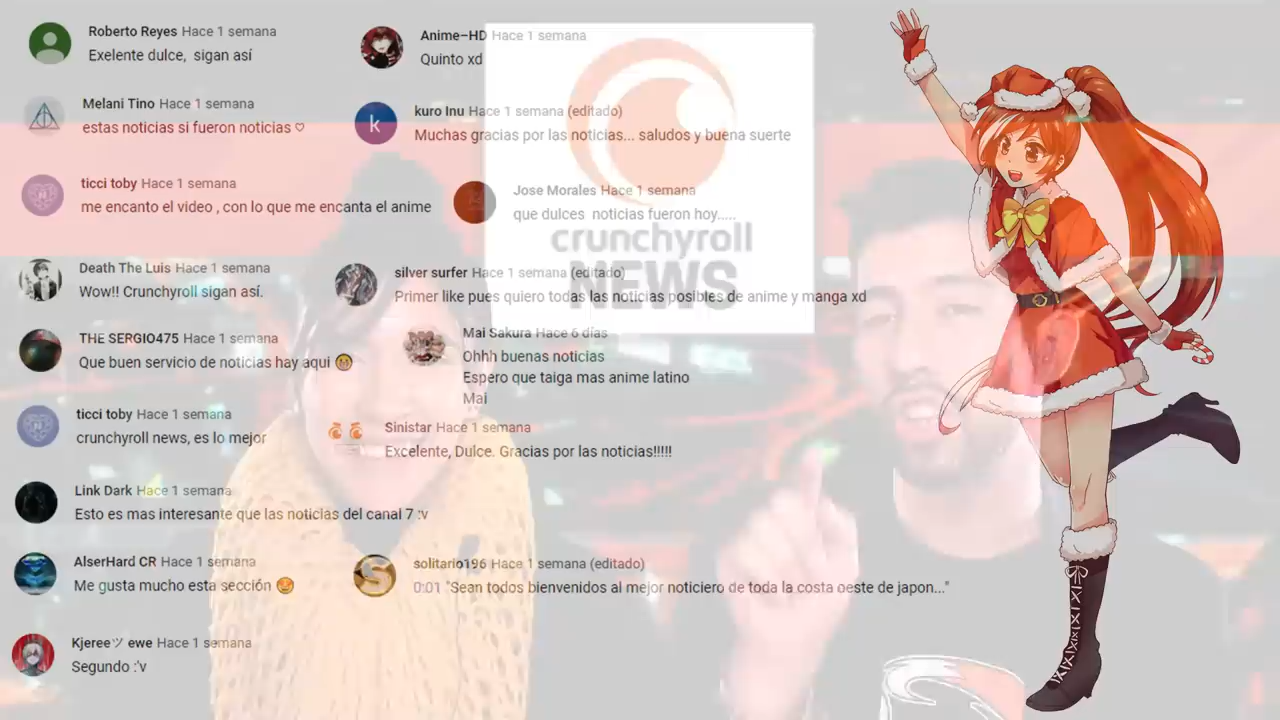 Roberto Reyes Hace 1 semana
Exelente dulce, sigan así
Anime-HD Hace 1 semana
Quinto xd
Melani Tino Hace 1 semana
estas noticias si fueron noticias ♡
kuro Inu Hace 1 semana (editado)
k
Muchas gracias por las noticias... saludos y buena suerte
ticci toby Hace 1 semana
me encanto el video , con lo que me encanta el anime
Jose Morales Hace 1 semana
que dulces noticias fueron hoy.....
crunchyroll
NEWS
Death The Luis Hace 1 semana
Wow!! Crunchyroll sigan así.
silver surfer Hace 1 semana (editado)
Primer like pues quiero todas las noticias posibles de anime y manga xd
THE SERGIO475 Hace 1 semana
Que buen servicio de noticias hay aqui 😁
Mai Sakura Hace 6 días
Ohhh buenas noticias
Espero que taiga mas anime latino
Mai
ticci toby Hace 1 semana
crunchyroll news, es lo mejor
Sinistar Hace 1 semana
Excelente, Dulce. Gracias por las noticias!!!!!
Link Dark Hace 1 semana
Esto es mas interesante que las noticias del canal 7 :v
AlserHard CR Hace 1 semana
Me gusta mucho esta sección
solitario196 Hace 1 semana (editado)
S
0:01 "Sean todos bienvenidos al mejor noticiero de toda la costa oeste de japon..."
Kjereeツ ewe Hace 1 semana
Segundo :'v